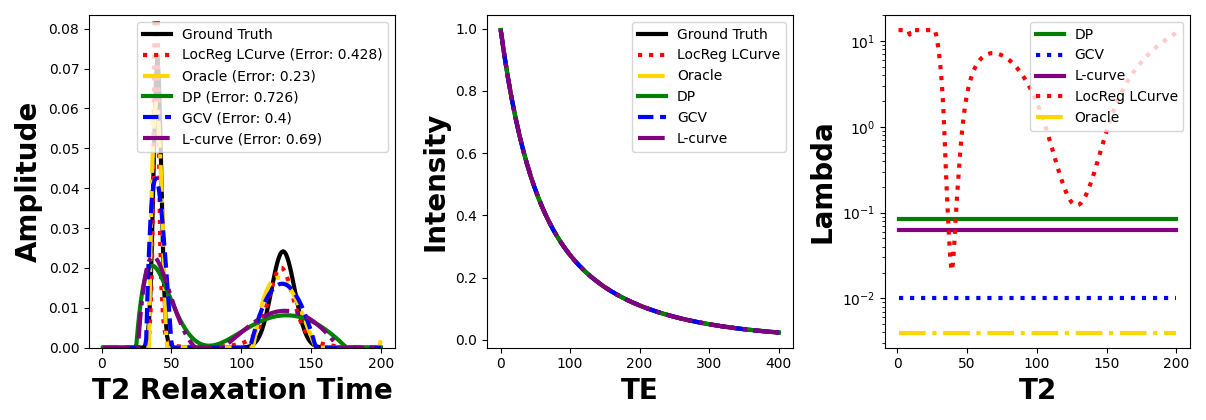 0.08
0.07
0.06
0.05
0.04
0.03
0.02
0.01
0.00
Amplitude
Ground Truth
LocReg LCurve (Error: 0.428)
Oracle (Error: 0.23)
DP (Error: 0.726)
GCV (Error: 0.4)
L-curve (Error: 0.69)
0 50 100 150 200
T2 Relaxation Time
1.0
0.8
0.6
0.4
0.2
0.0
Intensity
Ground Truth
LocReg LCurve
Oracle
DP
GCV
L-curve
0 100 200 300 400
TE
10¹
10⁰
10⁻¹
10⁻²
Lambda
DP
GCV
L-curve
LocReg LCurve
Oracle
0 50 100 150 200
T2